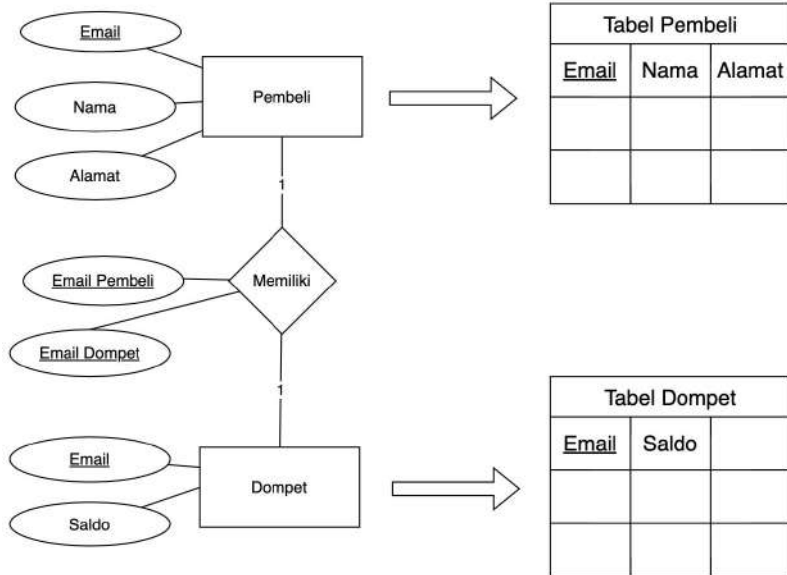 Email
Nama
Alamat
Pembeli
1
Email Pembeli
Email Dompet
Memiliki
1
Email
Saldo
Dompet
Tabel Pembeli
Email Nama Alamat
Tabel Dompet
Email Saldo